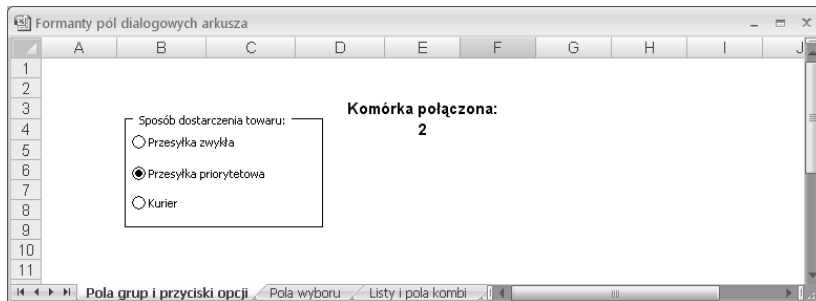 Formanty pól dialogowych arkusza
A B C D E F G H I J
1
2
3 Komórka połączona:
4 Sposób dostarczenia towaru: 2
5 Przesyłka zwykła
6 Przesyłka priorytetowa
7
8 Kurier
9
10
11
Pola grup i przyciski opcji Pola wyboru Listy i pola kombi